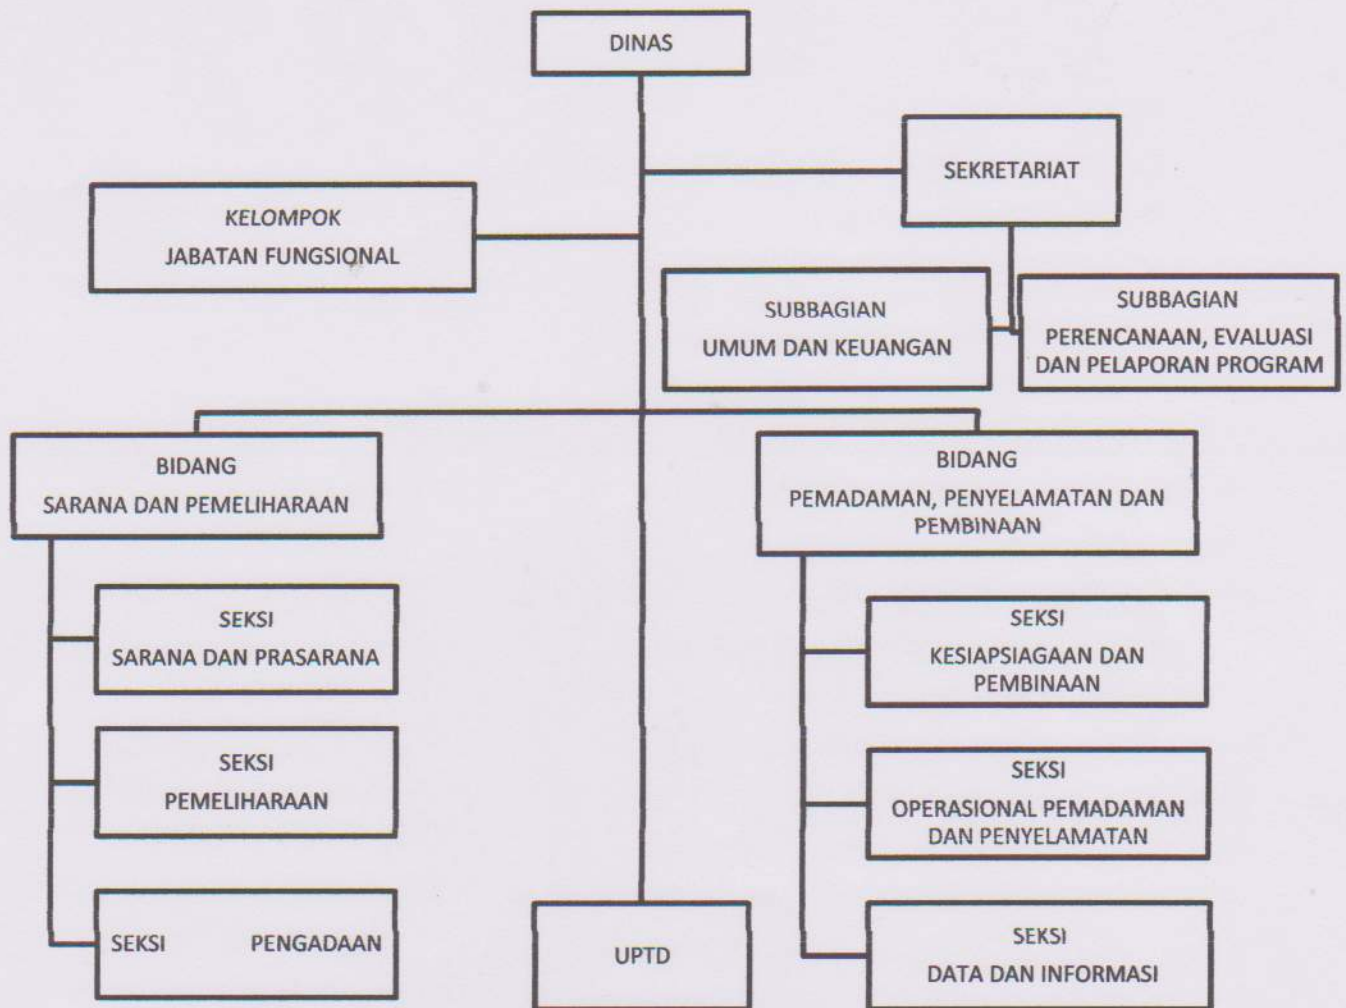 DINAS
SEKRETARIAT
KELOMPOK
JABATAN FUNGSIONAL
SUBBAGIAN
UMUM DAN KEUANGAN
SUBBAGIAN
PERENCANAAN, EVALUASI
DAN PELAPORAN PROGRAM
BIDANG
SARANA DAN PEMELIHARAAN
BIDANG
PEMADAMAN, PENYELAMATAN DAN
PEMBINAAN
SEKSI
SARANA DAN PRASARANA
SEKSI
PEMELIHARAAN
SEKSI PENGADAAN
UPTD
SEKSI
KESIAPSIAGAAN DAN
PEMBINAAN
SEKSI
OPERASIONAL PEMADAMAN
DAN PENYELAMATAN
SEKSI
DATA DAN INFORMASI